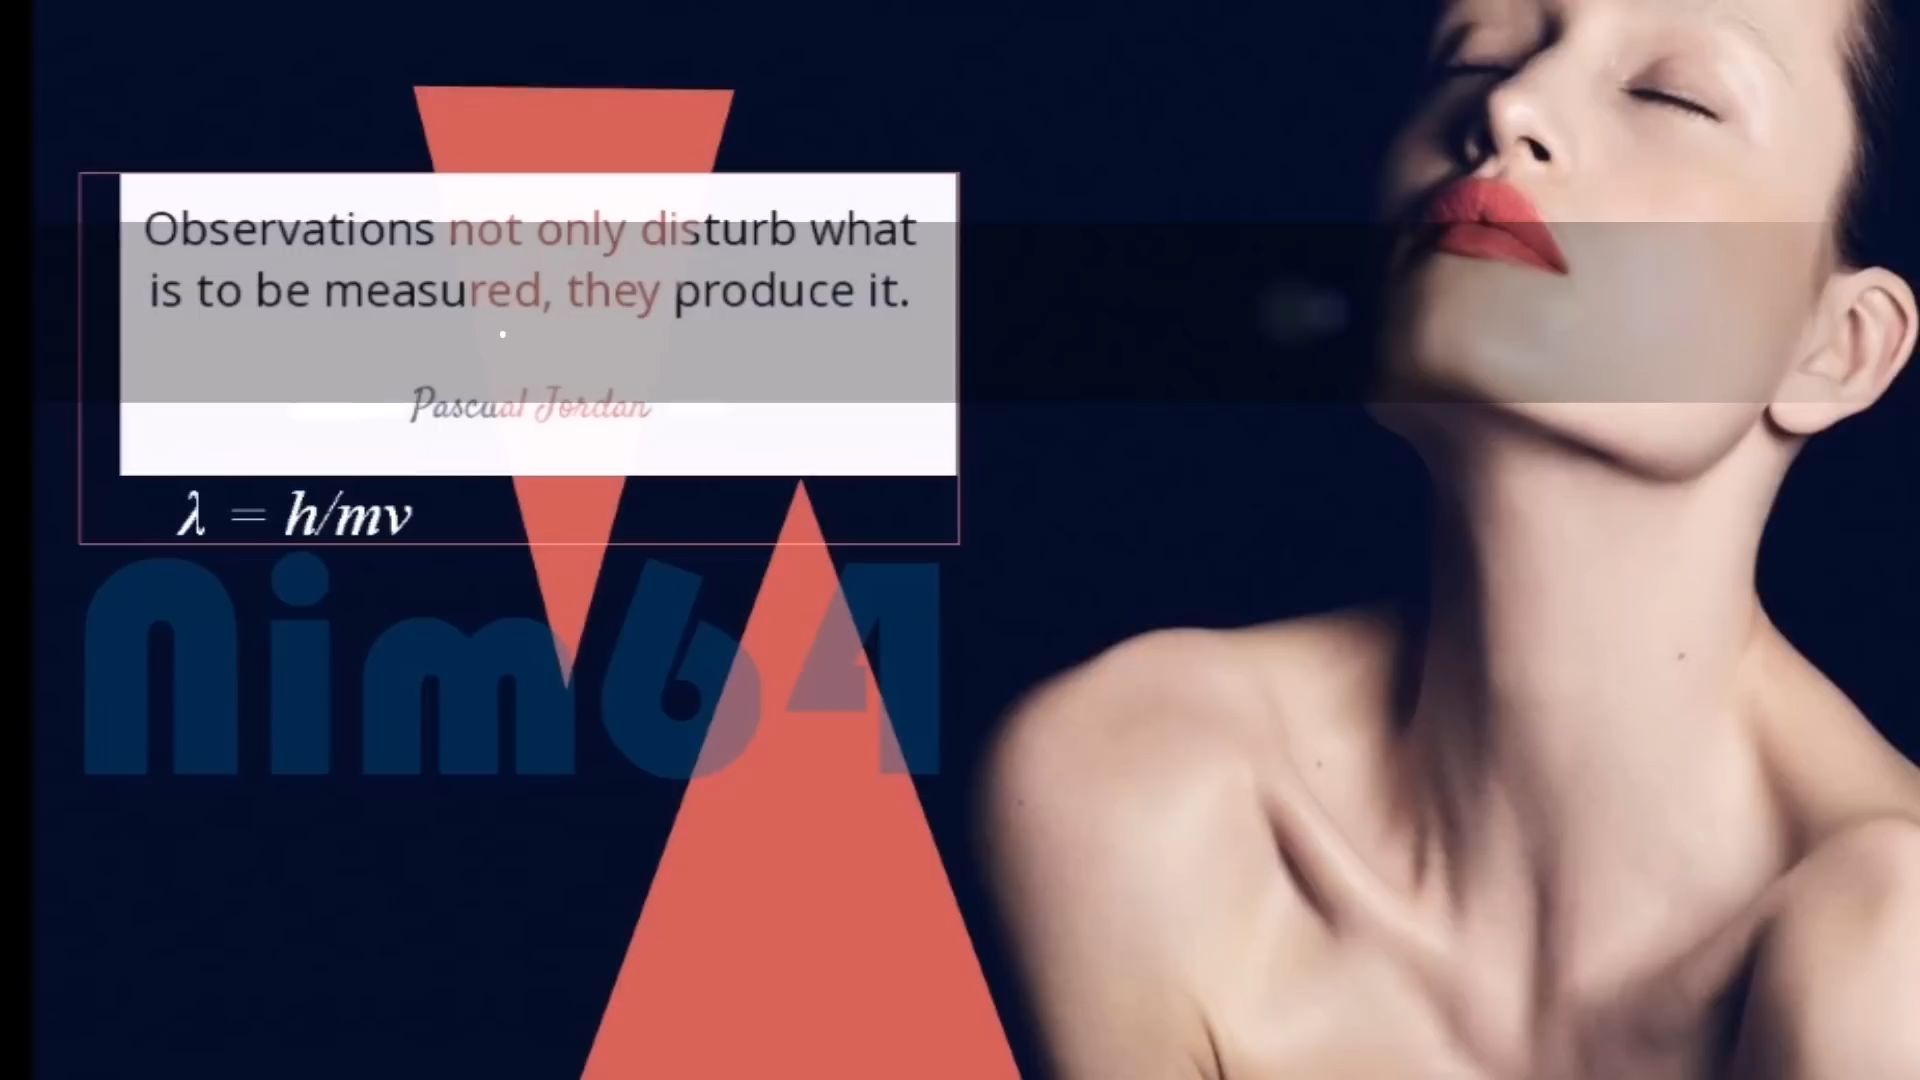 Observations not only disturb what
is to be measured, they produce it.
Pascual Jordan
λ = h/mv
Nim64